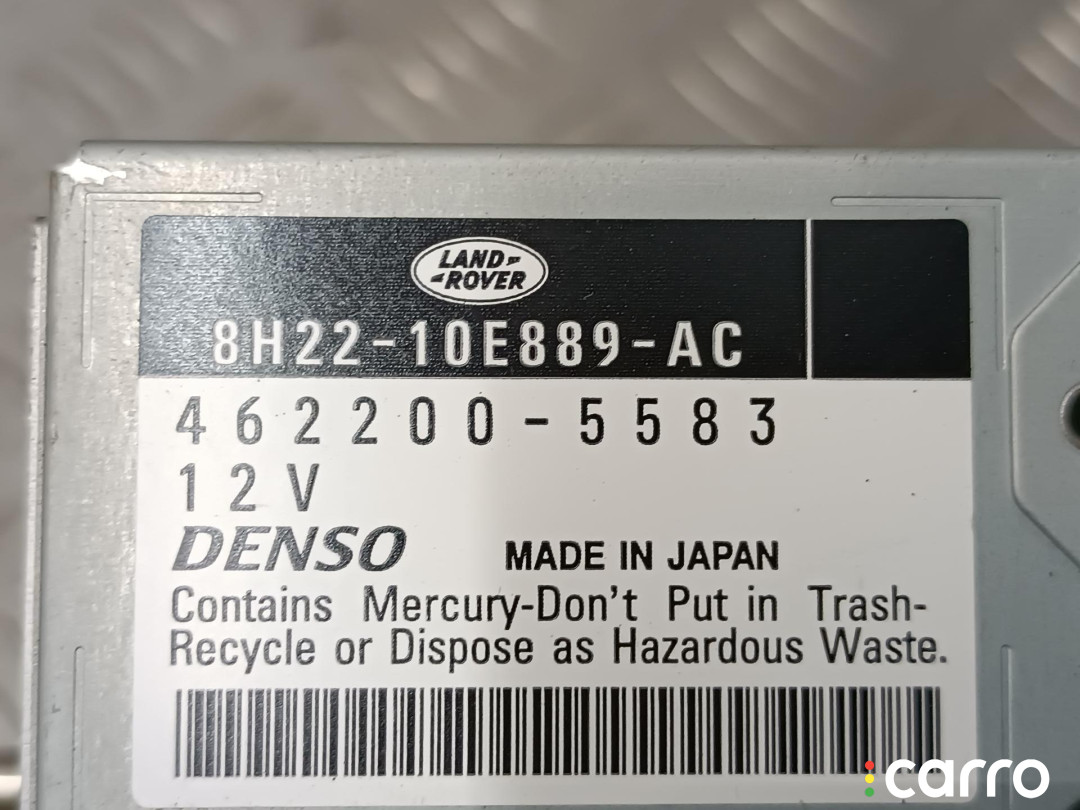 LAND-
-ROVER
8H22-10E889-AC
462200-5583
12V
DENSO MADE IN JAPAN
Contains Mercury-Don't Put in Trash-
Recycle or Dispose as Hazardous Waste.
carro